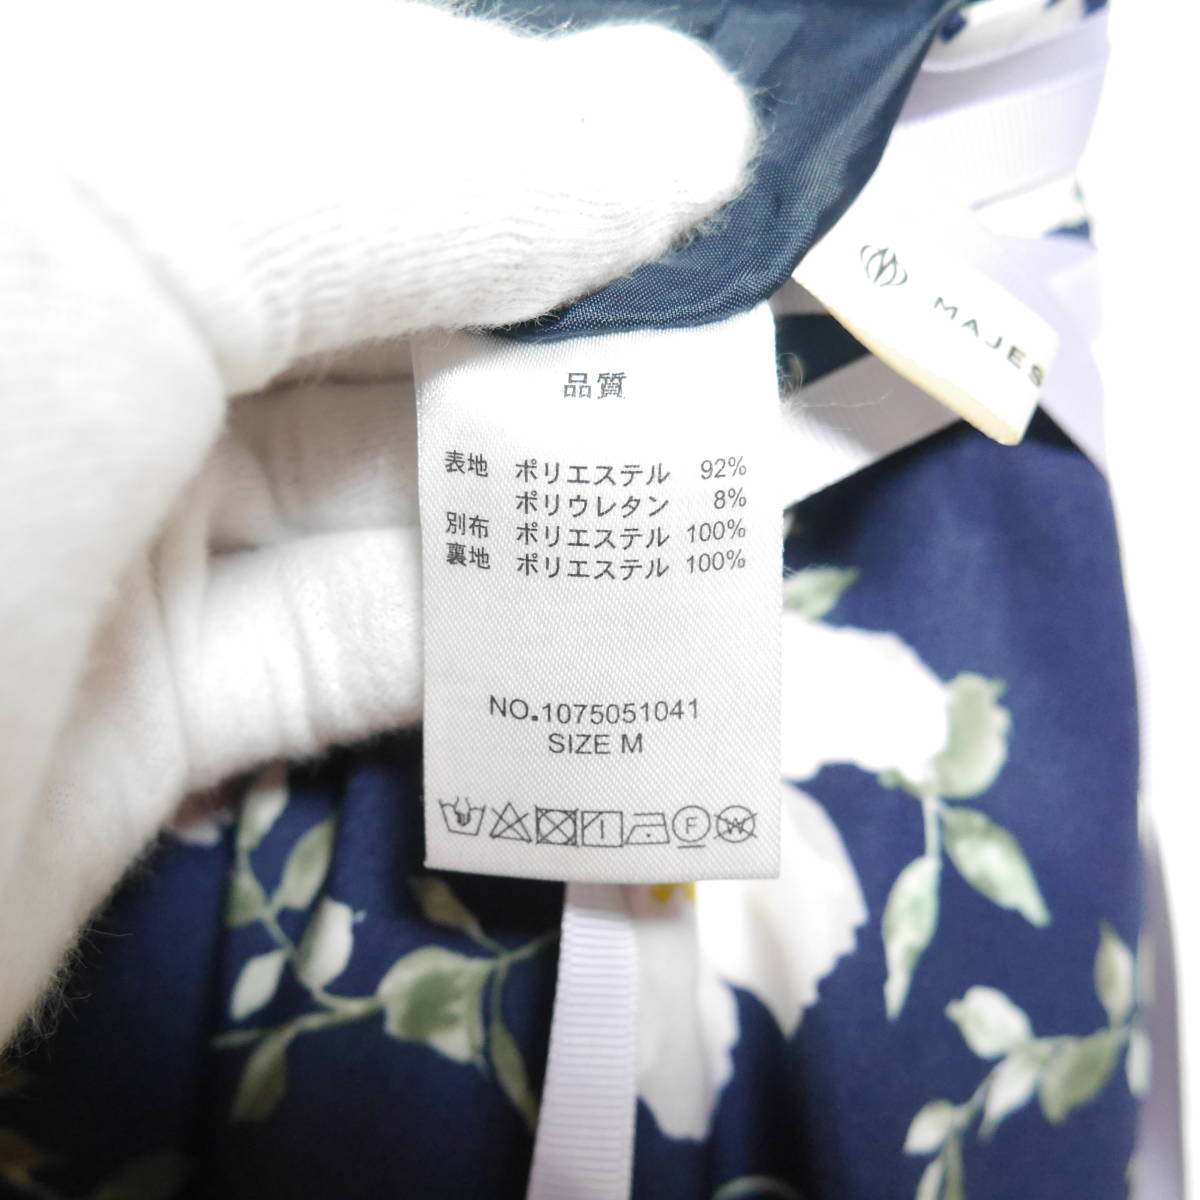 品質
表地 ポリエステル 92%
ポリウレタン 8%
別布 ポリエステル 100%
裏地 ポリエステル 100%
NO.1075051041
SIZE M
F W
MAJES